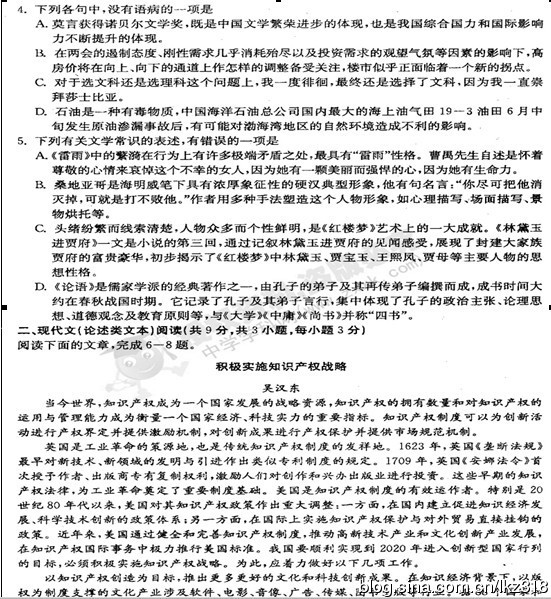 4. 下列各句中,没有语病的一项是
A. 莫言获得诺贝尔文学奖,既是中国文学繁荣进步的体现,也是我国综合国力和国际影响
力不断提升的体现。
B. 在两会的遏制态度、刚性需求几乎消耗殆尽以及投资需求的观望气氛等因素的影响下,高
房价将在向上、向下的通道上作怎样的调整备受关注,楼市似乎正面临着一个新的拐点。
C. 对于选文科还是选理科这个问题上,我一度徘徊,最终还是选择了文科,因为我一直崇
拜莎士比亚。
D. 石油是一种有毒物质,中国海洋石油总公司国内最大的海上油气田 19—3 油田 6 月中
旬发生原油渗漏事故后,有可能对渤海湾地区的自然环境造成不利的影响。
5. 下列有关文学常识的表述,有错误的一项是
A.《雷雨》中的繁漪在行为上有许多极端矛盾之处,最具有“雷雨”性格。曹禺先生自述是怀着
尊敬的心情来哀悼这个不幸的女人,因为她有一颗美丽而强悍的心,因为她有生命力。
B. 桑地亚哥是海明威笔下具有浓厚象征性的硬汉典型形象,他有句名言:“你尽可把他消
灭掉,可就是打不败他。”作者用多种手法塑造这个人物形象,如心理描写、场面描写、景
物烘托等。
C. 头绪纷繁而线索清楚,人物众多而个性鲜明,是《红楼梦》艺术上的一大成就。《林黛玉
进贾府》一文是小说的第三回,通过记叙林黛玉进贾府的见闻感受,展现了封建大家族
贾府的富贵豪华,初步揭示了《红楼梦》中林黛玉、贾宝玉、王熙凤、贾母等主要人物的思
想性格。
D.《论语》是儒家学派的经典著作之一,由孔子的弟子及其再传弟子编撰而成,成书时间大
约在春秋战国时期。它记录了孔子及其弟子言行,集中体现了孔子的政治主张、论理思
想、道德观念及教育原则等,与《大学》《中庸》《尚书》并称“四书”。
二、现代文(论述类文本)阅读(共 9 分,共 3 小题,每小题 3 分)
阅读下面的文章,完成 6—8 题。
积极实施知识产权战略
吴汉东
当今世界,知识产权成为一个国家发展的战略资源,知识产权的拥有数量和对知识产权的
运用与管理能力成为衡量一个国家经济、科技实力的重要指标。知识产权制度可以为创新活
动进行产权界定并提供激励机制,对创新成果进行产权保护并提供市场规范机制。
英国是工业革命的策源地,也是传统知识产权制度的发祥地。1623 年,英国《垄断法规》
最早对新技术、新领域的发明与引进作出类似专利制度的规定。1709 年,英国《安娜法令》首
次授予作者、出版商专有复制权利,激励人们对创作和兴办出版业进行投资。这些早期的知识
产权法律,为工业革命奠定了重要制度基础。美国是知识产权制度的有效运作者。特别是 20
世纪 80 年代以来,美国对其知识产权政策作出重大调整:一方面,在国内建立促进知识经济发
展、科学技术创新的政策体系;另一方面,在国际上实施知识产权保护与对外贸易直接挂钩的
政策。近年来,美国通过健全和完善知识产权制度,推动高新技术产业和文化创新产业发展,
在知识产权国际事务中极力推行美国标准。我国要顺利实现到 2020 年进入创新型国家行列
的目标,必须积极实施知识产权战略。为此,应着力做好以下几项工作。
以知识产权创造为目标,推出更多更好的文化和科技创新成果。在知识经济背景下,以版
权为制度支撑的文化产业涉及软件、电影、音像、广告、传媒、
blog.sina.com.cn/lkz318